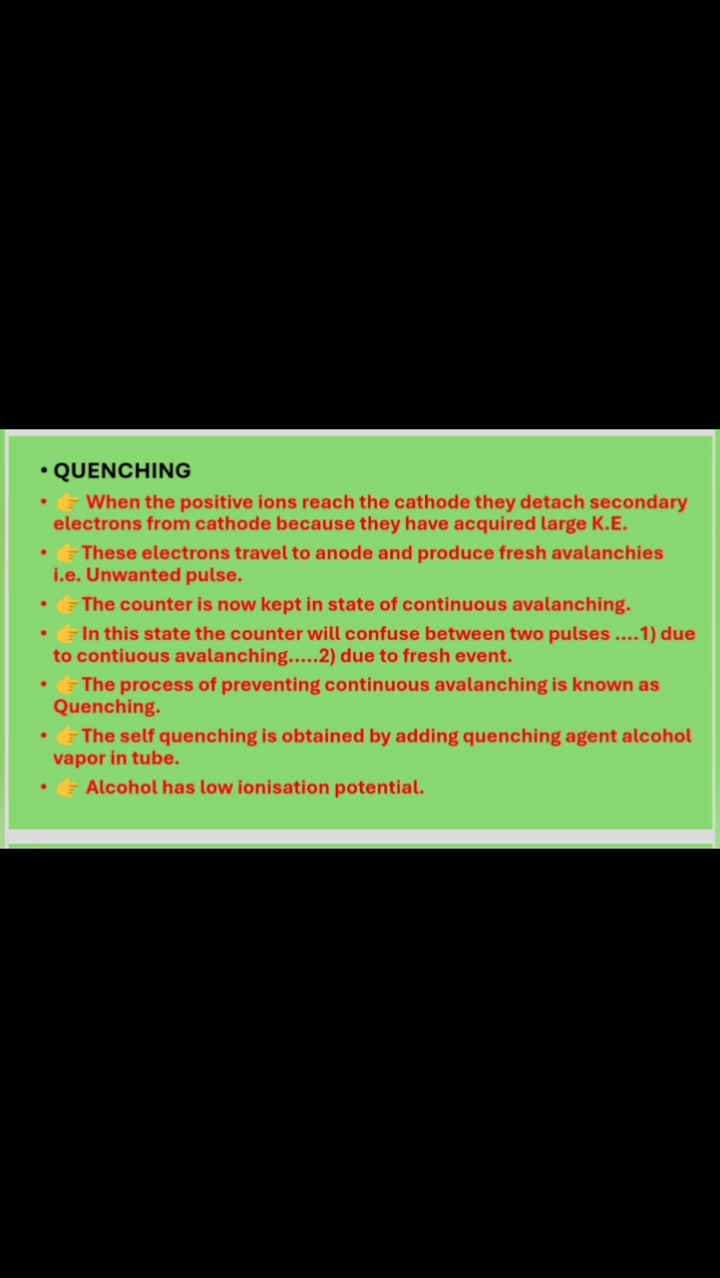 • QUENCHING
• 👉 When the positive ions reach the cathode they detach secondary
electrons from cathode because they have acquired large K.E.
• 👉These electrons travel to anode and produce fresh avalanchies
i.e. Unwanted pulse.
• 👉The counter is now kept in state of continuous avalanching.
• 👉In this state the counter will confuse between two pulses ....1) due
to contiuous avalanching.....2) due to fresh event.
• 👉The process of preventing continuous avalanching is known as
Quenching.
• 👉The self quenching is obtained by adding quenching agent alcohol
vapor in tube.
• 👉 Alcohol has low ionisation potential.